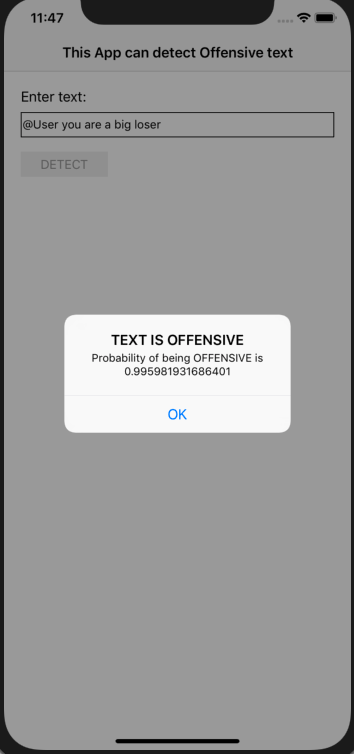 11:47
This App can detect Offensive text
Enter text:
@User you are a big loser
DETECT
TEXT IS OFFENSIVE
Probability of being OFFENSIVE is
0.995981931686401
OK